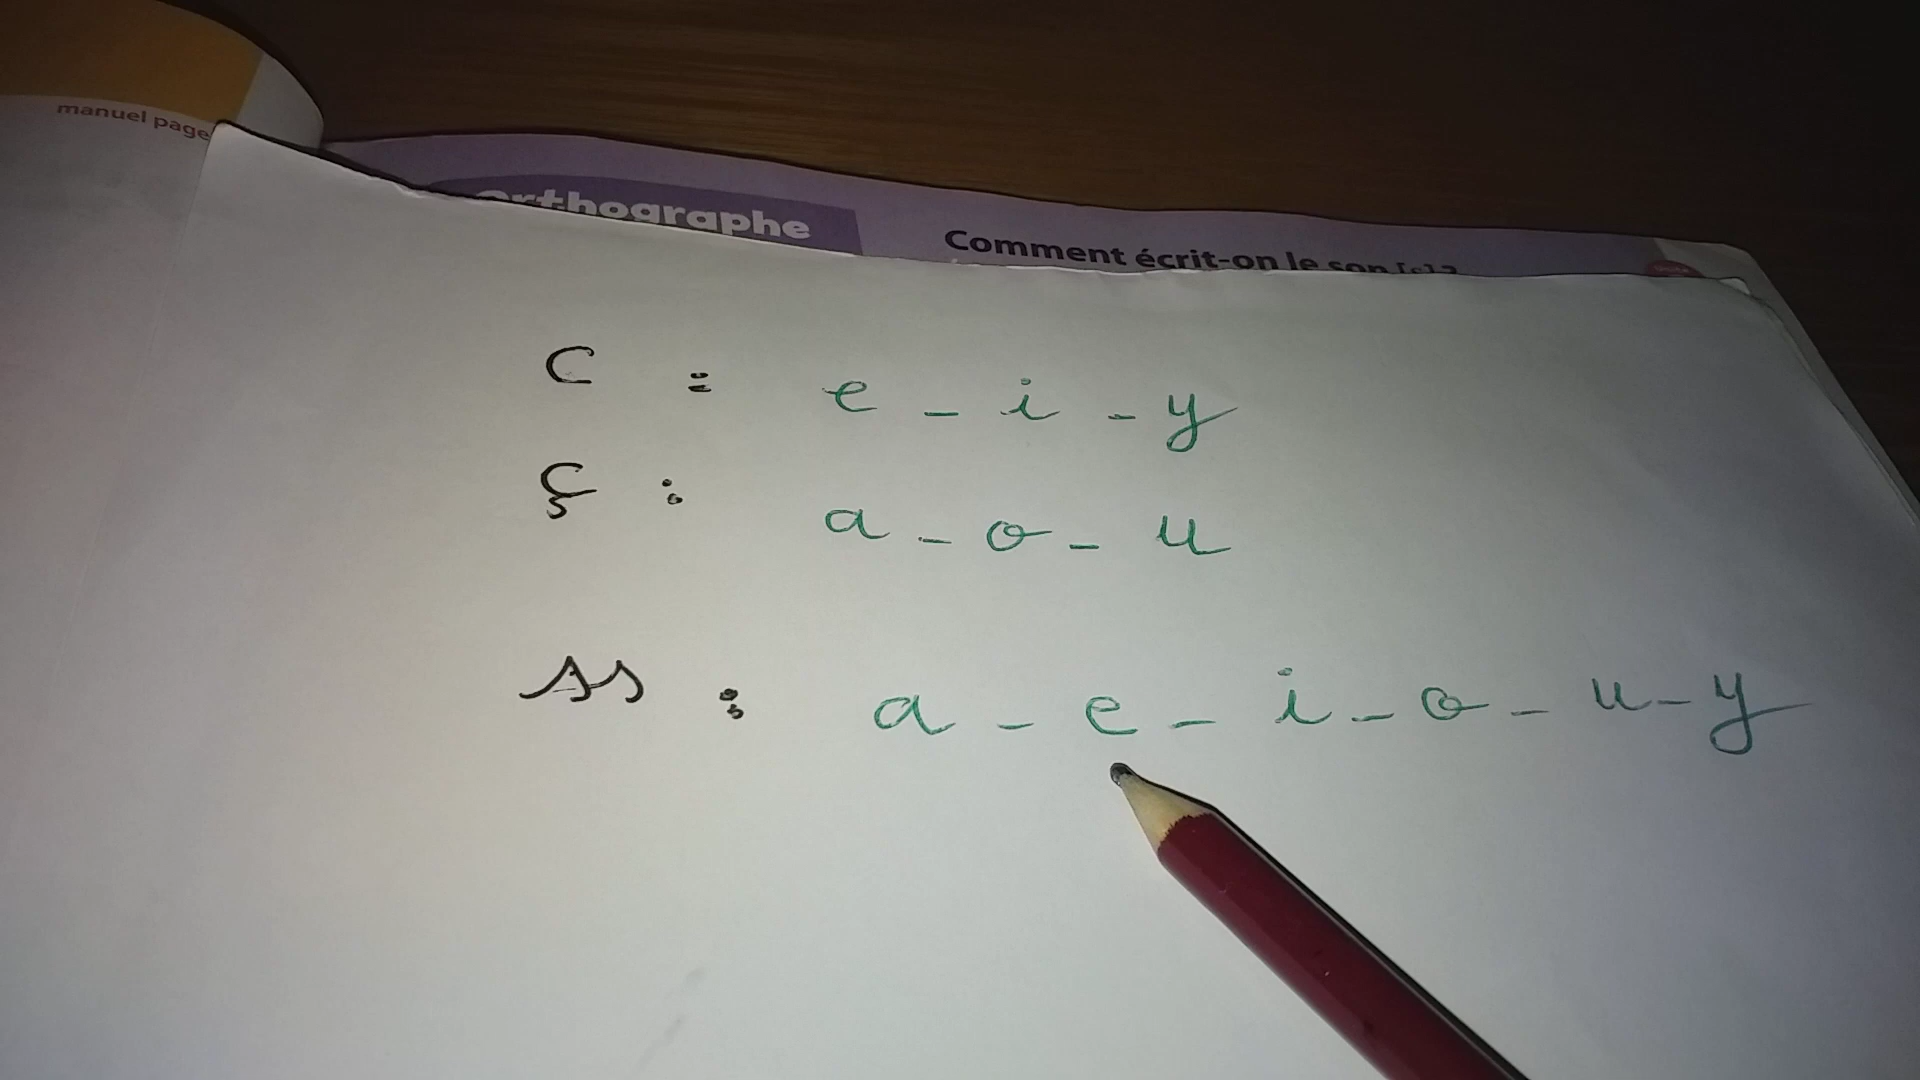 manuel page
Orthographe
Comment écrit-on le son [s] ?
c : e - i - y
ç : a - o - u
ss : a - e - i - o - u - y